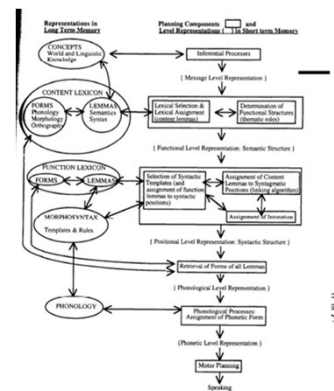 Representations in
Long Term Memory
Planning Components and
Level Representations { } in Short term Memory
CONCEPTS
World and Linguistic
Knowledge
Inferential Processes
{ Message Level Representation }
CONTENT LEXICON
FORMS
Phonology
Morphology
Orthography
LEMMAS
Semantics
Syntax
Lexical Selection &
Lexical Assignment
(content lemmas)
Determination of
Functional Structures
(thematic roles)
{ Functional Level Representation: Semantic Structure }
FUNCTION LEXICON
FORMS
LEMMAS
Selection of Syntactic
Templates (and
assignment of function
lemmas to syntactic
positions)
Assignment of Content
Lemmas to Syntagmatic
Positions (linking algorithm)
Assignment of Intonation
MORPHOSYNTAX
Templates & Rules
{ Positional Level Representation: Syntactic Structure }
Retrieval of Forms of all Lemmas
{ Phonological Level Representation }
PHONOLOGY
Phonological Processes:
Assignment of Phonetic Form
{Phonetic Level Representation }
Motor Planning
Speaking